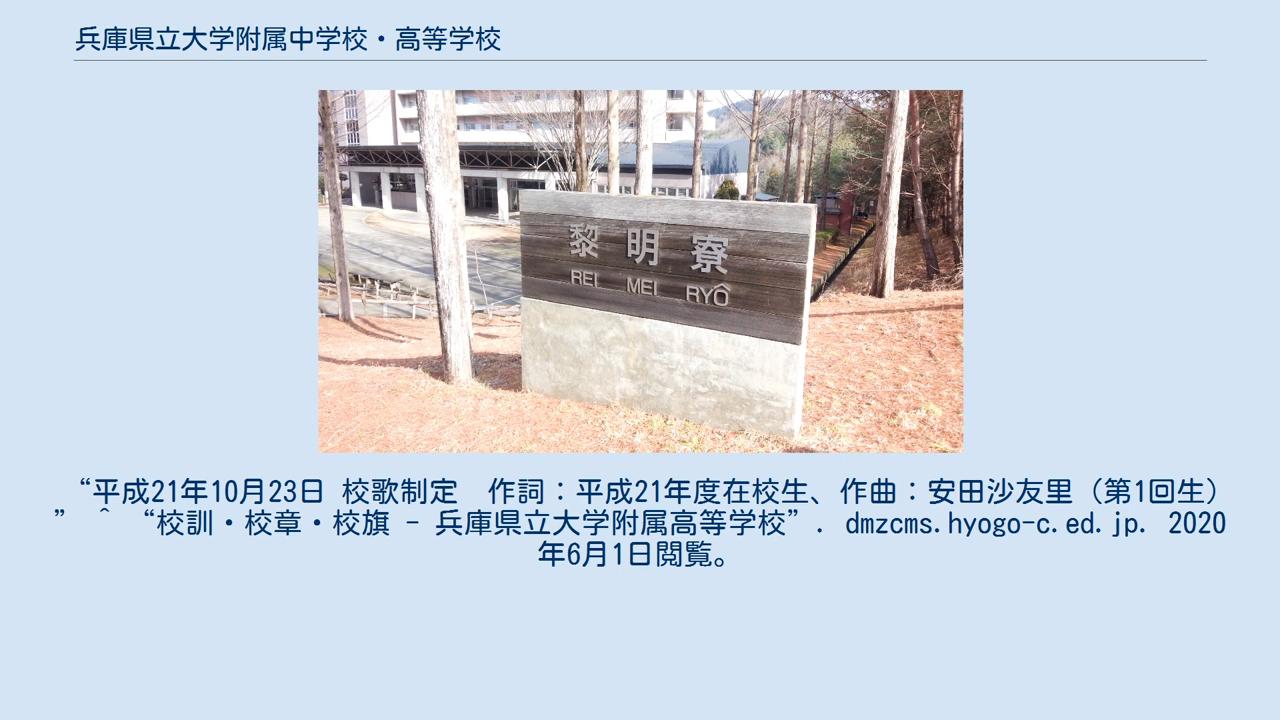 兵庫県立大学附属中学校・高等学校
黎明寮
REI MEI RYÔ
“平成21年10月23日 校歌制定　作詞：平成21年度在校生、作曲：安田沙友里（第1回生）
” ^ “校訓・校章・校旗 - 兵庫県立大学附属高等学校”. dmzcms.hyogo-c.ed.jp. 2020
年6月1日閲覧。